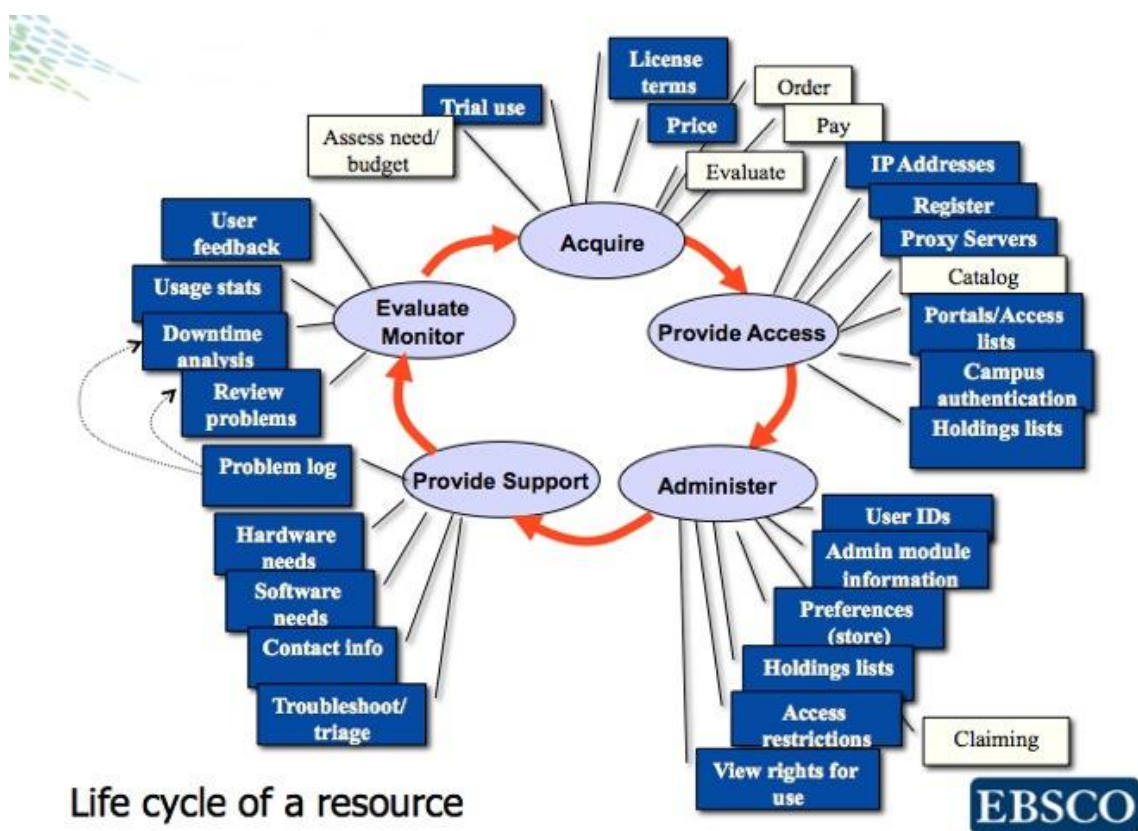 License
terms
Order
Trial use
Price
Pay
Assess need/
budget
Evaluate
IP Addresses
Register
User
feedback
Acquire
Proxy Servers
Catalog
Usage stats
Evaluate
Monitor
Provide Access
Portals/Access
lists
Downtime
analysis
Campus
authentication
Review
problems
Holdings lists
Problem log
Provide Support
Administer
User IDs
Hardware
needs
Admin module
information
Software
needs
Preferences
(store)
Contact info
Holdings lists
Troubleshoot/
triage
Access
restrictions
Claiming
View rights for
use
Life cycle of a resource
EBSCO